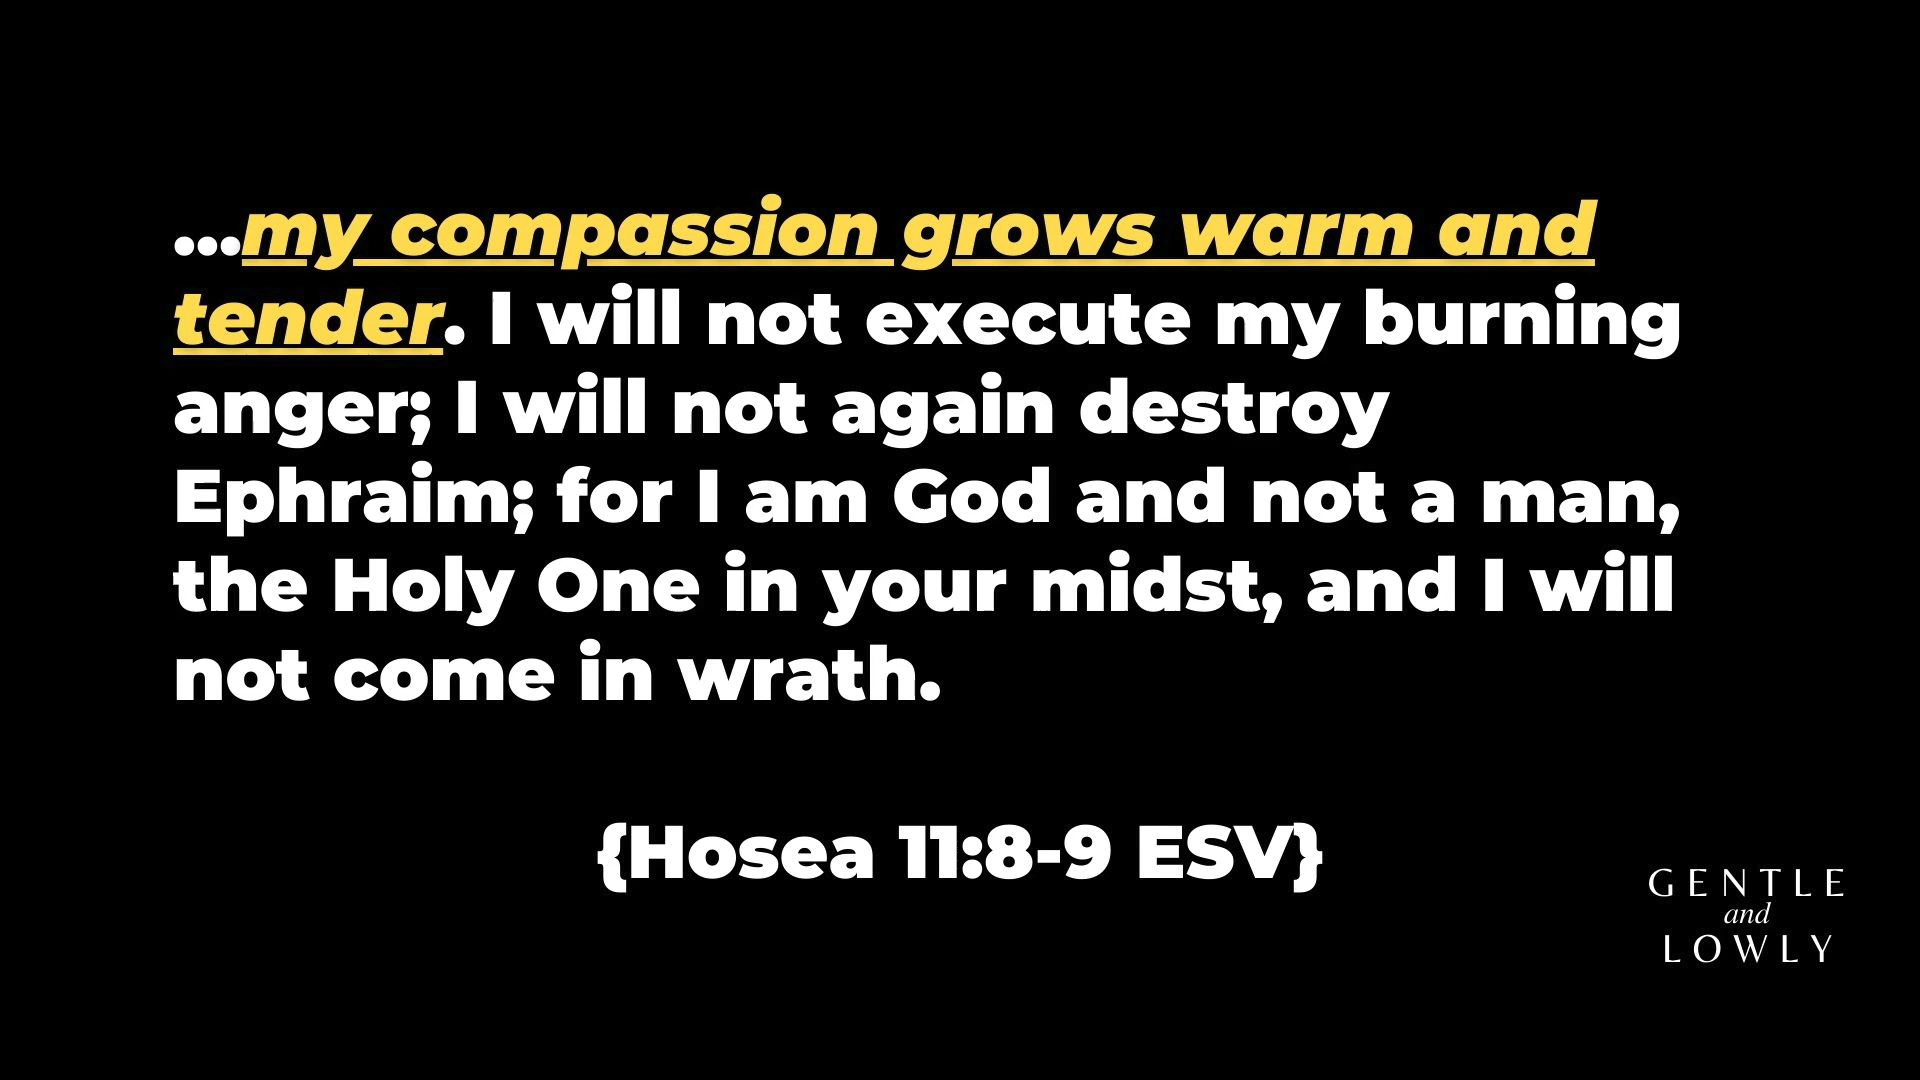 ...my compassion grows warm and
tender. I will not execute my burning
anger; I will not again destroy
Ephraim; for I am God and not a man,
the Holy One in your midst, and I will
not come in wrath.
{Hosea 11:8-9 ESV}
GENTLE
and
LOWLY